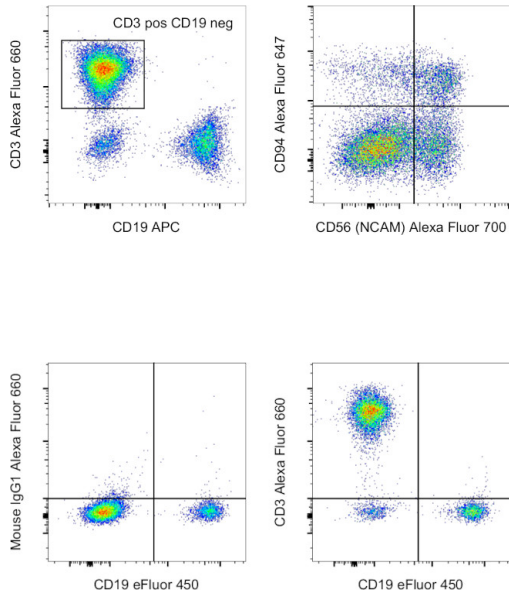 CD3 pos CD19 neg
CD3 Alexa Fluor 660
CD19 APC
CD94 Alexa Fluor 647
CD56 (NCAM) Alexa Fluor 700
Mouse IgG1 Alexa Fluor 660
CD19 eFluor 450
CD3 Alexa Fluor 660
CD19 eFluor 450